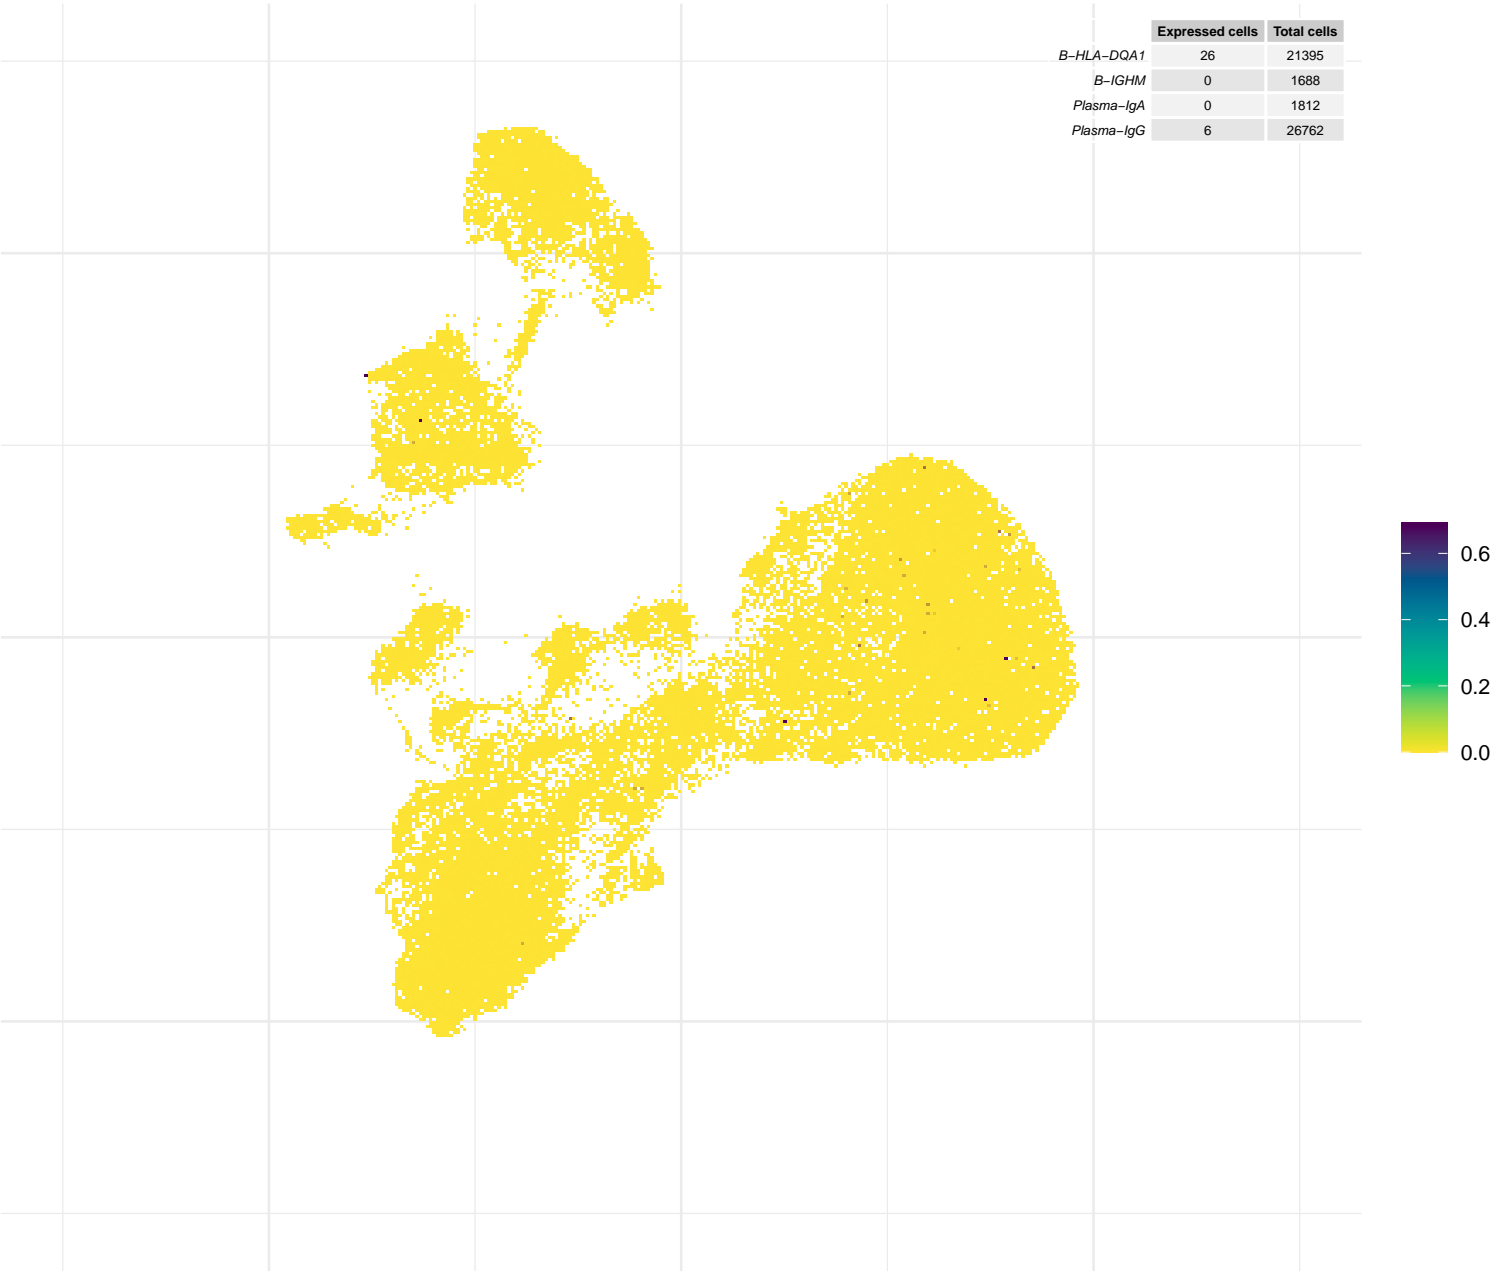 Expressed cells Total cells
B−HLA−DQA1 26 21395
B−IGHM 0 1688
Plasma−IgA 0 1812
Plasma−IgG 6 26762
0.6
0.4
0.2
0.0